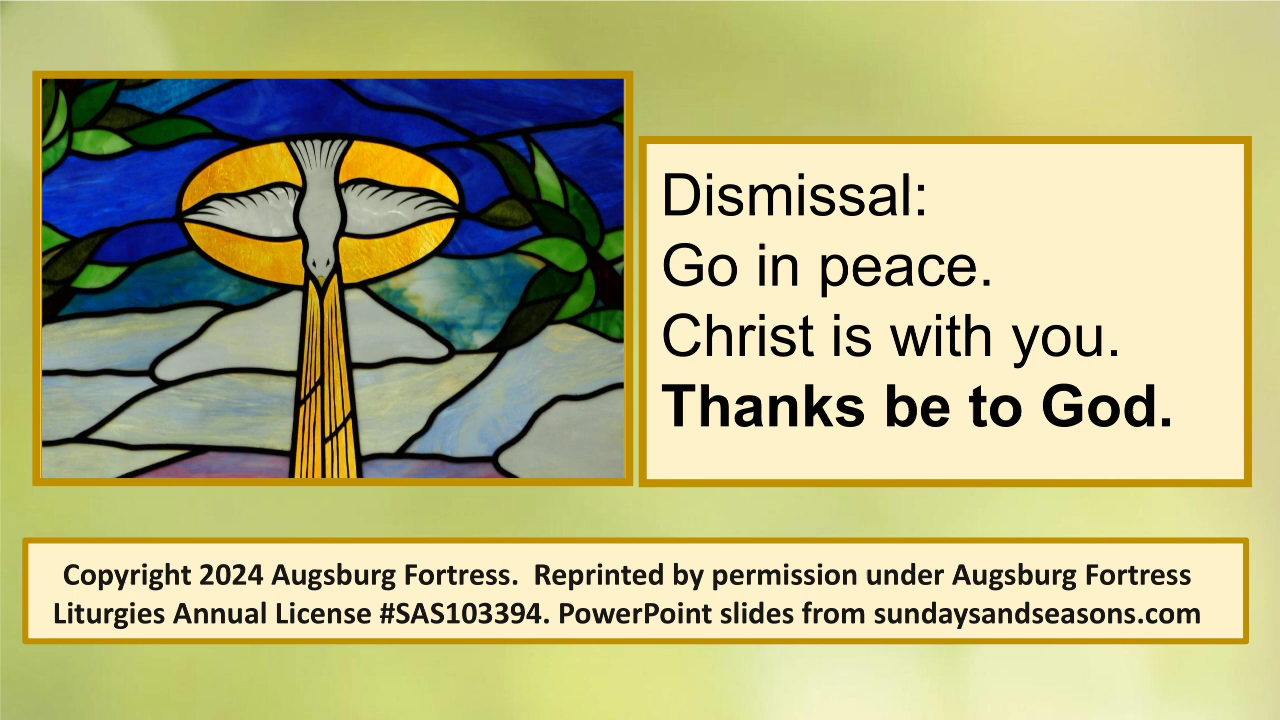 Dismissal:
Go in peace.
Christ is with you.
Thanks be to God.
Copyright 2024 Augsburg Fortress.  Reprinted by permission under Augsburg Fortress
Liturgies Annual License #SAS103394. PowerPoint slides from sundaysandseasons.com